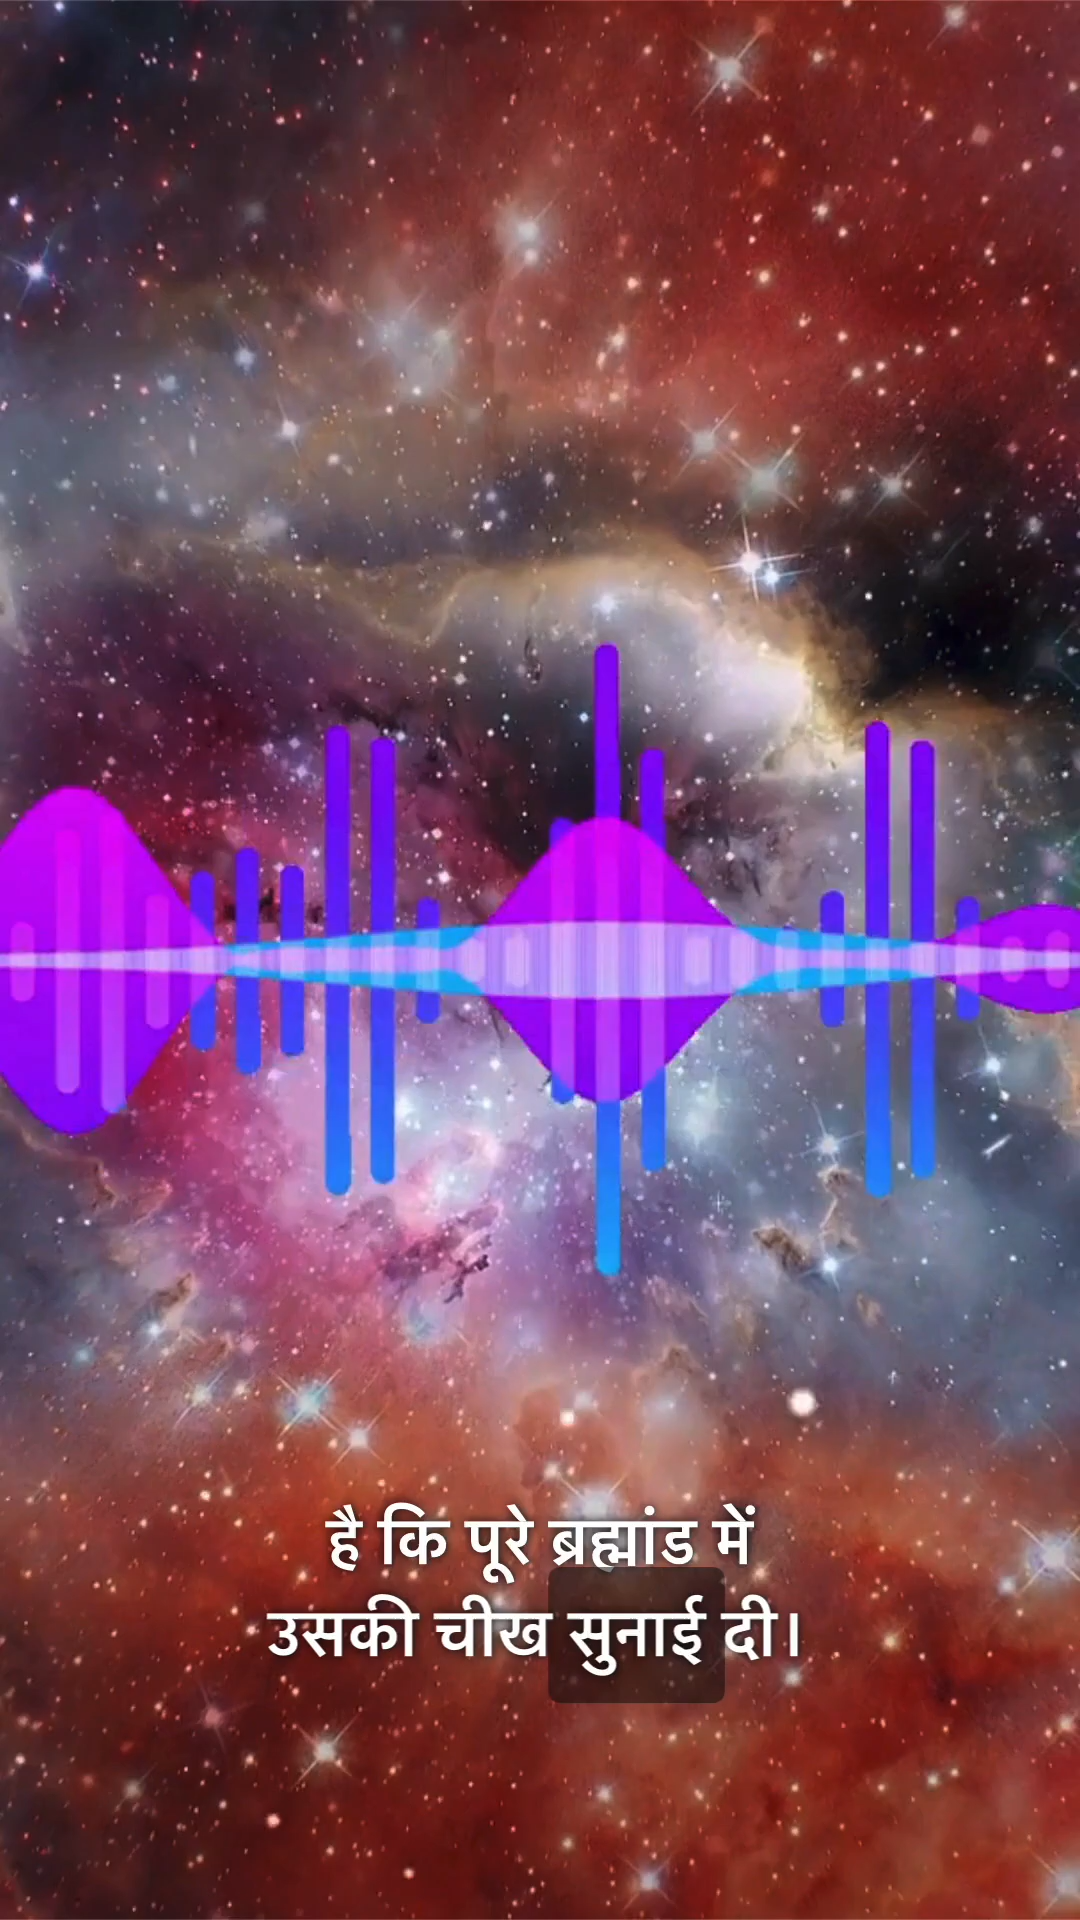 है कि पूरे ब्रह्मांड में
उसकी चीख सुनाई दी।